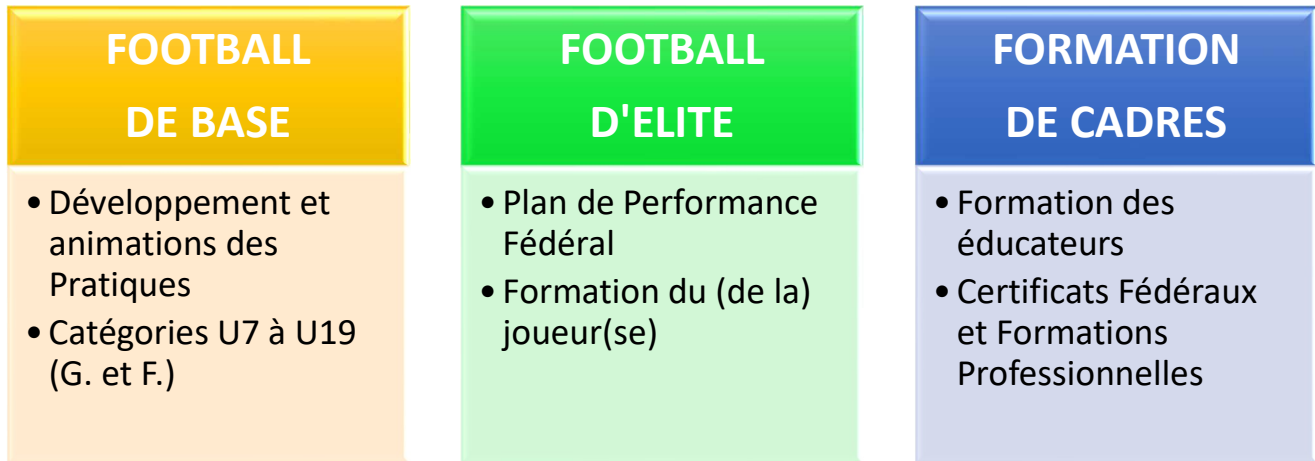 FOOTBALL
DE BASE
• Développement et
animations des
Pratiques
• Catégories U7 à U19
(G. et F.)
FOOTBALL
D'ELITE
• Plan de Performance
Fédéral
• Formation du (de la)
joueur(se)
FORMATION
DE CADRES
• Formation des
éducateurs
• Certificats Fédéraux
et Formations
Professionnelles